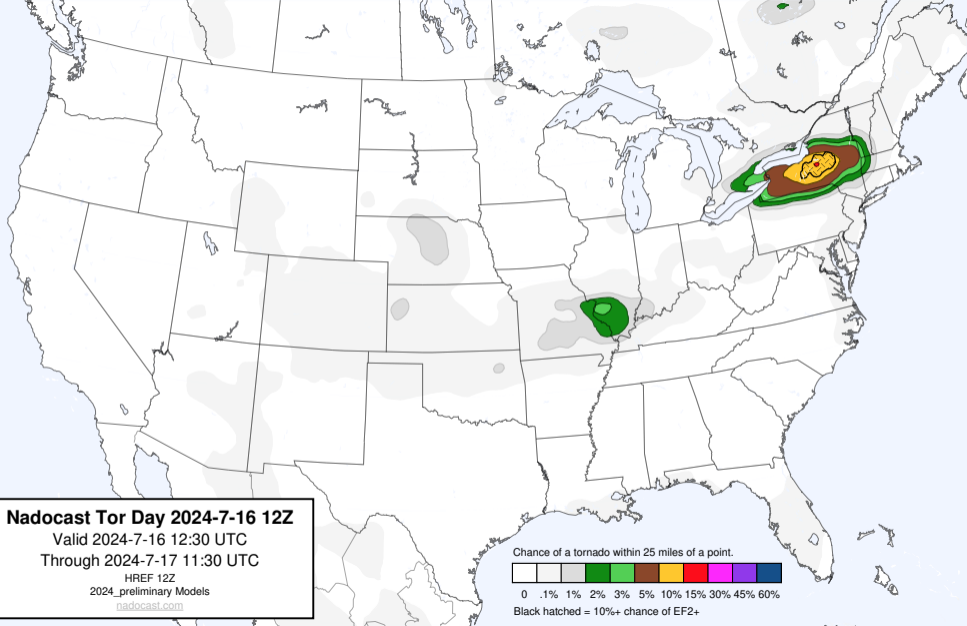 Nadocast Tor Day 2024-7-16 12Z
Valid 2024-7-16 12:30 UTC
Through 2024-7-17 11:30 UTC
HREF 12Z
2024_preliminary Models
nadocast.com
Chance of a tornado within 25 miles of a point.
0 .1% 1% 2% 3% 5% 10% 15% 30% 45% 60%
Black hatched = 10%+ chance of EF2+